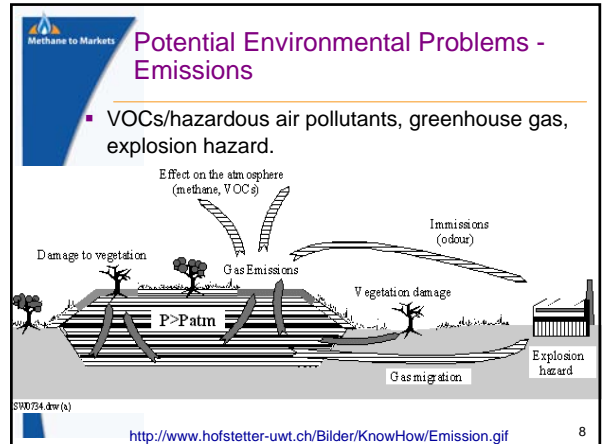 Methane to Markets
Potential Environmental Problems -
Emissions
VOCs/hazardous air pollutants, greenhouse gas,
explosion hazard.
Effect on the atmosphere
(methane, VOCs)
Immissions
(odour)
Damage to vegetation
Gas Emissions
Vegetation damage
P>Patm
Explosion
hazard
Gas migration
SW0734.drw (a)
http://www.hofstetter-uwt.ch/Bilder/KnowHow/Emission.gif
8